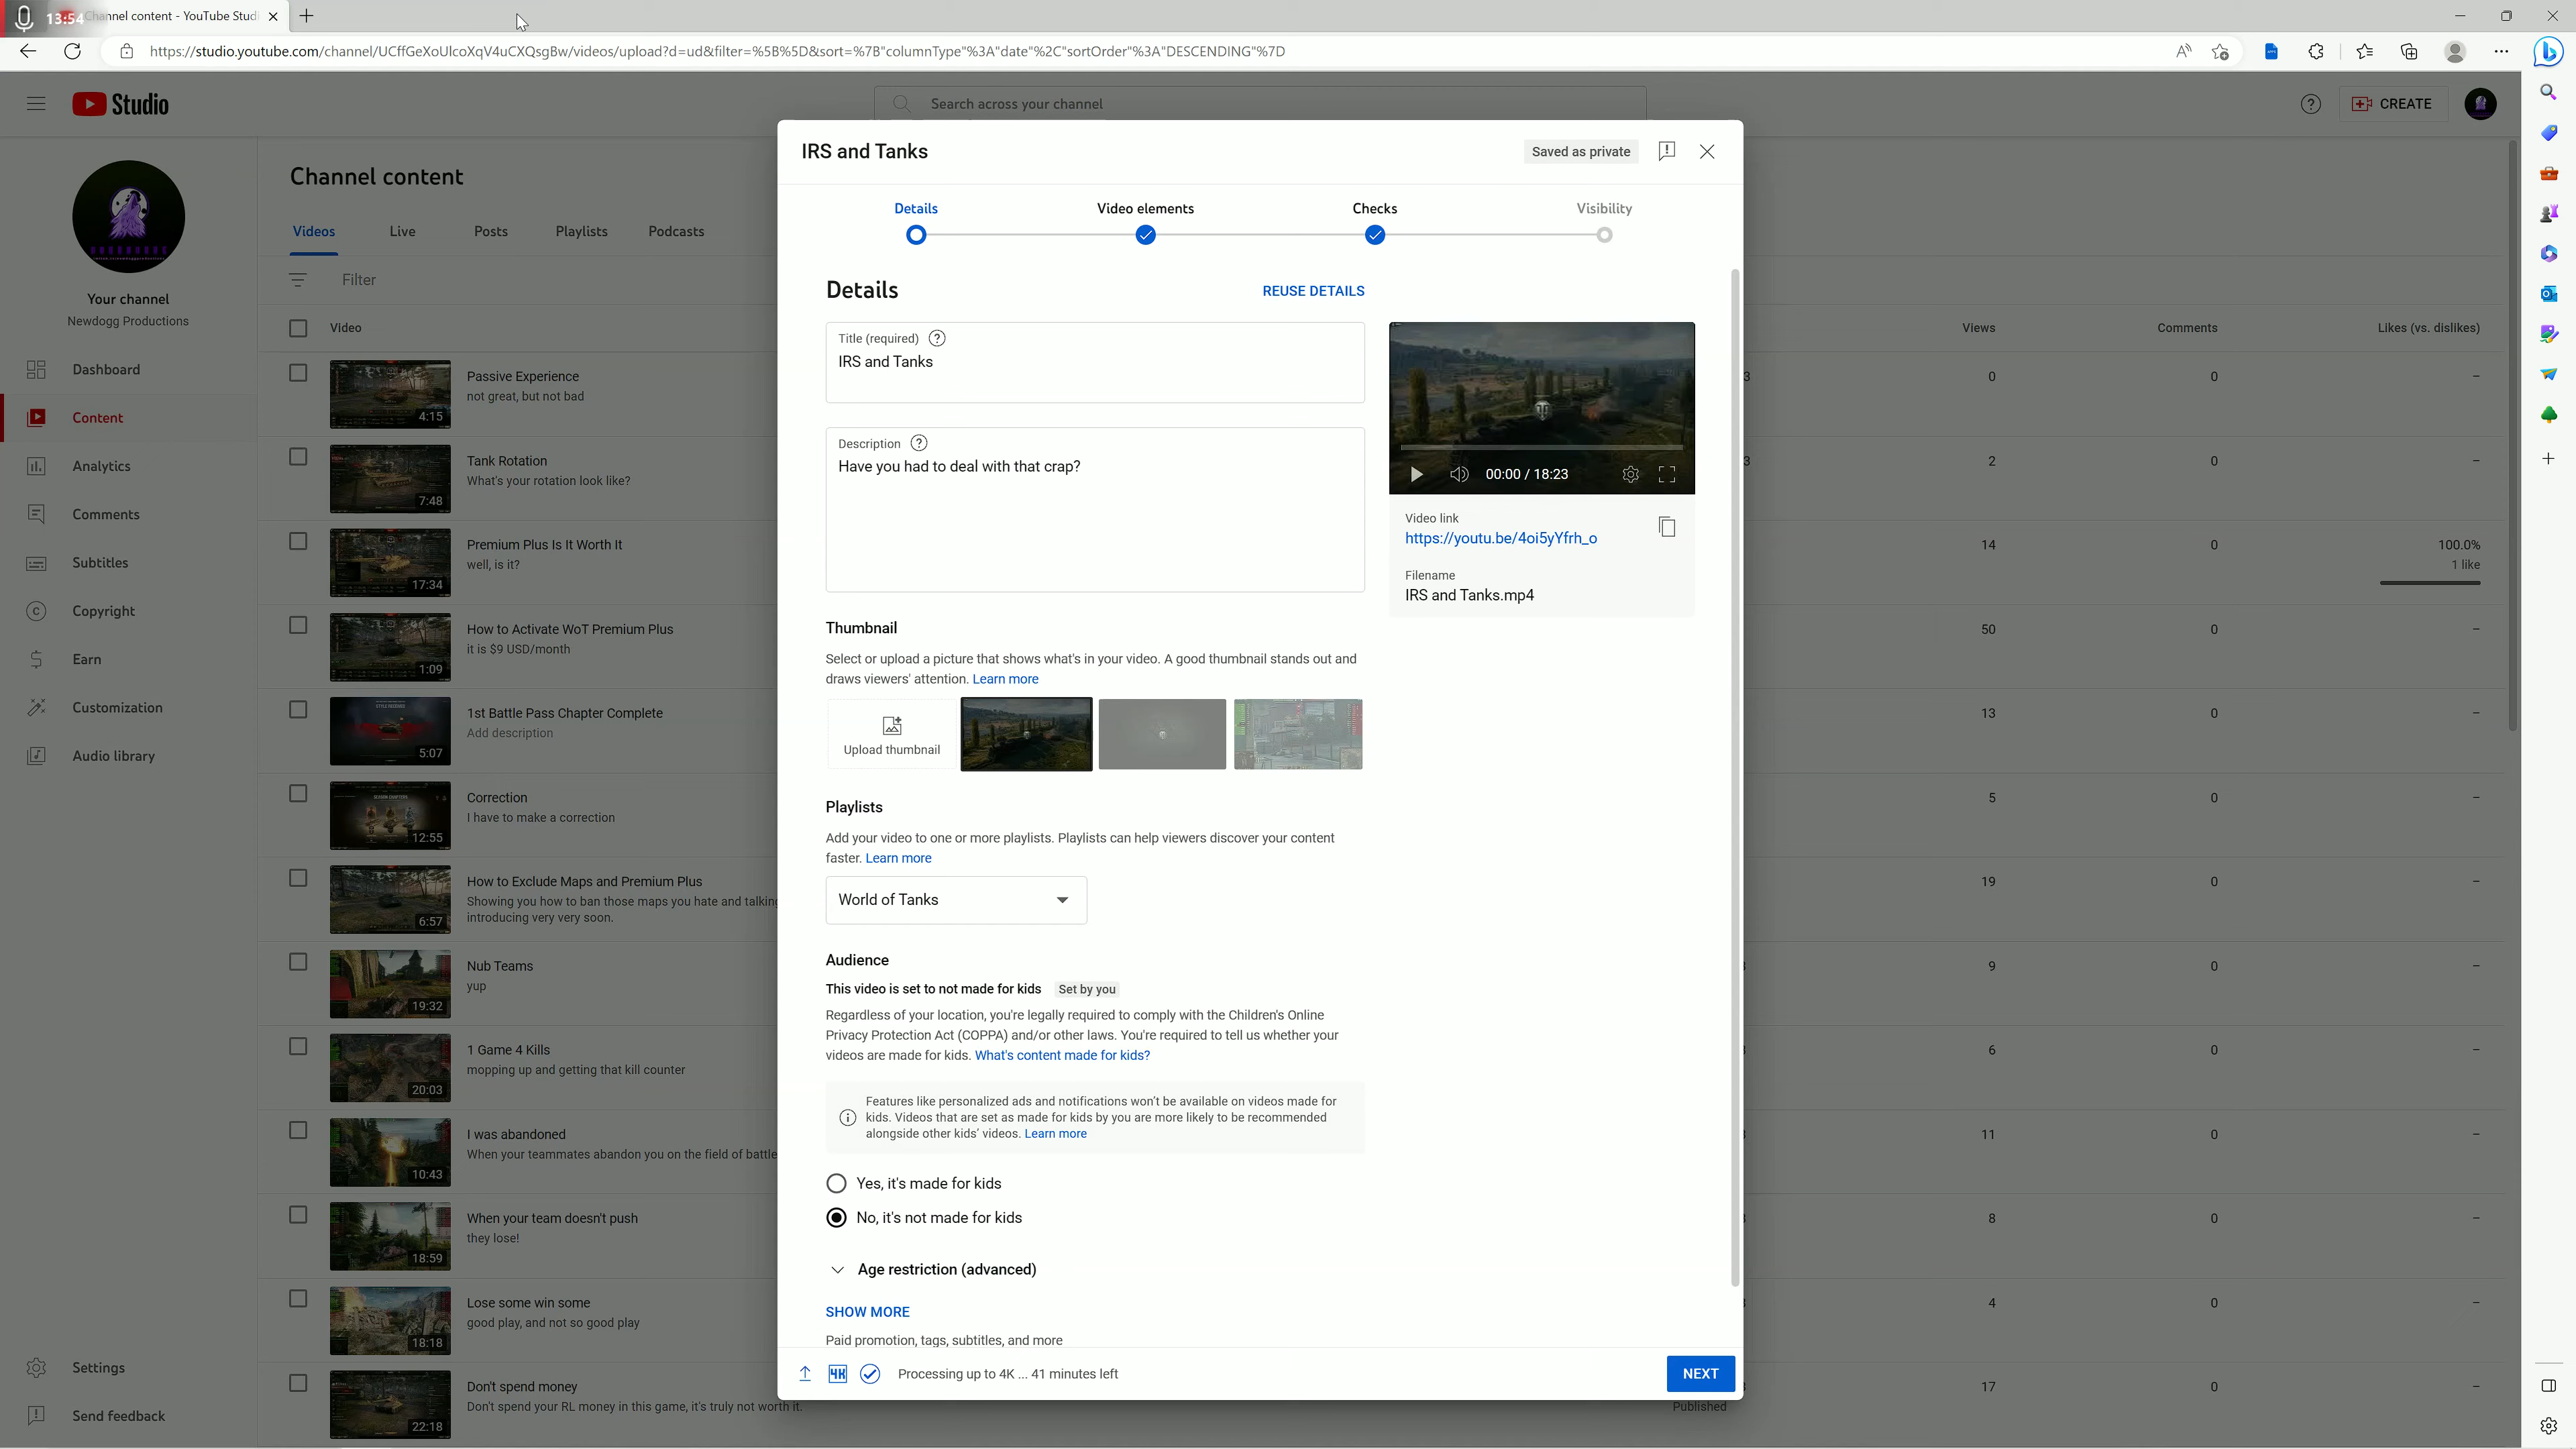 13:54
Channel content - YouTube Studi
https://studio.youtube.com/channel/UCffGeXoUIcoXqV4uCXQsgBw/videos/upload?d=ud&filter=%5B%5D&sort=%7B"columnType"%3A"date"%2C"sortOrder"%3A"DESCENDING"%7D
Studio
Search across your channel
CREATE
Your channel
Newdogg Productions
Dashboard
Content
Analytics
Comments
Subtitles
Copyright
Earn
Customization
Audio library
Settings
Send feedback
Channel content
Videos
Live
Posts
Playlists
Podcasts
Filter
Video
Views
Comments
Likes (vs. dislikes)
4:15
Passive Experience
not great, but not bad
3
0
0
–
7:48
Tank Rotation
What's your rotation look like?
3
2
0
–
17:34
Premium Plus Is It Worth It
well, is it?
14
0
100.0%
1 like
1:09
How to Activate WoT Premium Plus
it is $9 USD/month
50
0
–
5:07
1st Battle Pass Chapter Complete
Add description
13
0
–
12:55
Correction
I have to make a correction
5
0
–
6:57
How to Exclude Maps and Premium Plus
Showing you how to ban those maps you hate and talking
introducing very very soon.
19
0
–
19:32
Nub Teams
yup
9
0
–
20:03
1 Game 4 Kills
mopping up and getting that kill counter
6
0
–
10:43
I was abandoned
When your teammates abandon you on the field of battle
11
0
–
18:59
When your team doesn't push
they lose!
8
0
–
18:18
Lose some win some
good play, and not so good play
4
0
–
22:18
Don't spend money
Don't spend your RL money in this game, it's truly not worth it.
Published
17
0
–
IRS and Tanks
Saved as private
Details
Video elements
Checks
Visibility
Details
REUSE DETAILS
Title (required)
IRS and Tanks
Description
Have you had to deal with that crap?
00:00 / 18:23
Video link
https://youtu.be/4oi5yYfrh_o
Filename
IRS and Tanks.mp4
Thumbnail
Select or upload a picture that shows what's in your video. A good thumbnail stands out and
draws viewers' attention. Learn more
Upload thumbnail
Playlists
Add your video to one or more playlists. Playlists can help viewers discover your content
faster. Learn more
World of Tanks
Audience
This video is set to not made for kids Set by you
Regardless of your location, you're legally required to comply with the Children's Online
Privacy Protection Act (COPPA) and/or other laws. You're required to tell us whether your
videos are made for kids. What's content made for kids?
Features like personalized ads and notifications won't be available on videos made for
kids. Videos that are set as made for kids by you are more likely to be recommended
alongside other kids' videos. Learn more
Yes, it's made for kids
No, it's not made for kids
Age restriction (advanced)
SHOW MORE
Paid promotion, tags, subtitles, and more
4K
Processing up to 4K ... 41 minutes left
NEXT